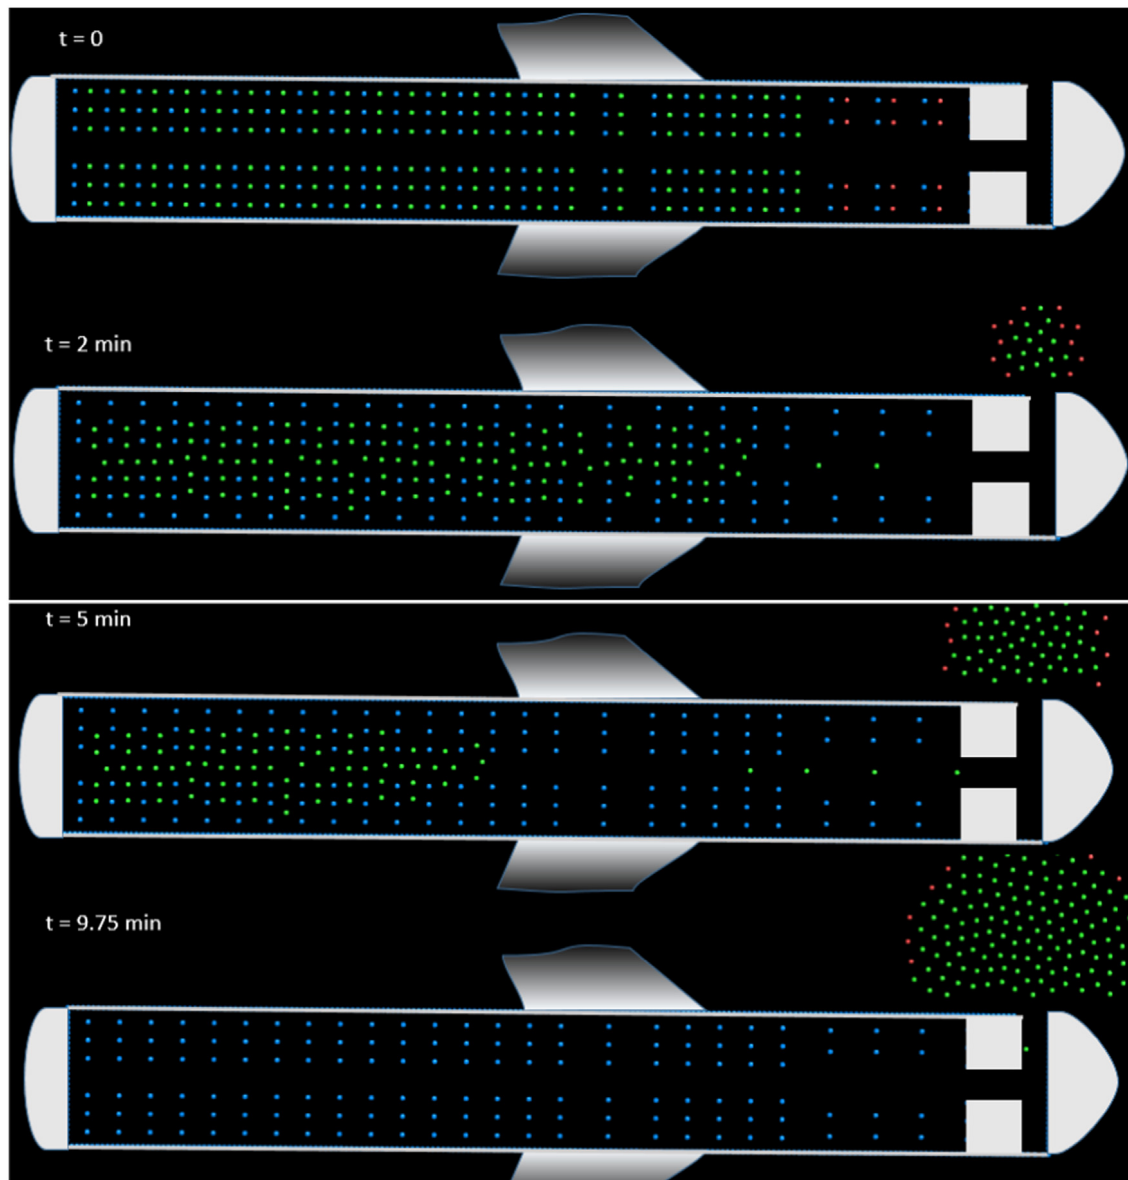 t = 0
t = 2 min
t = 5 min
t = 9.75 min